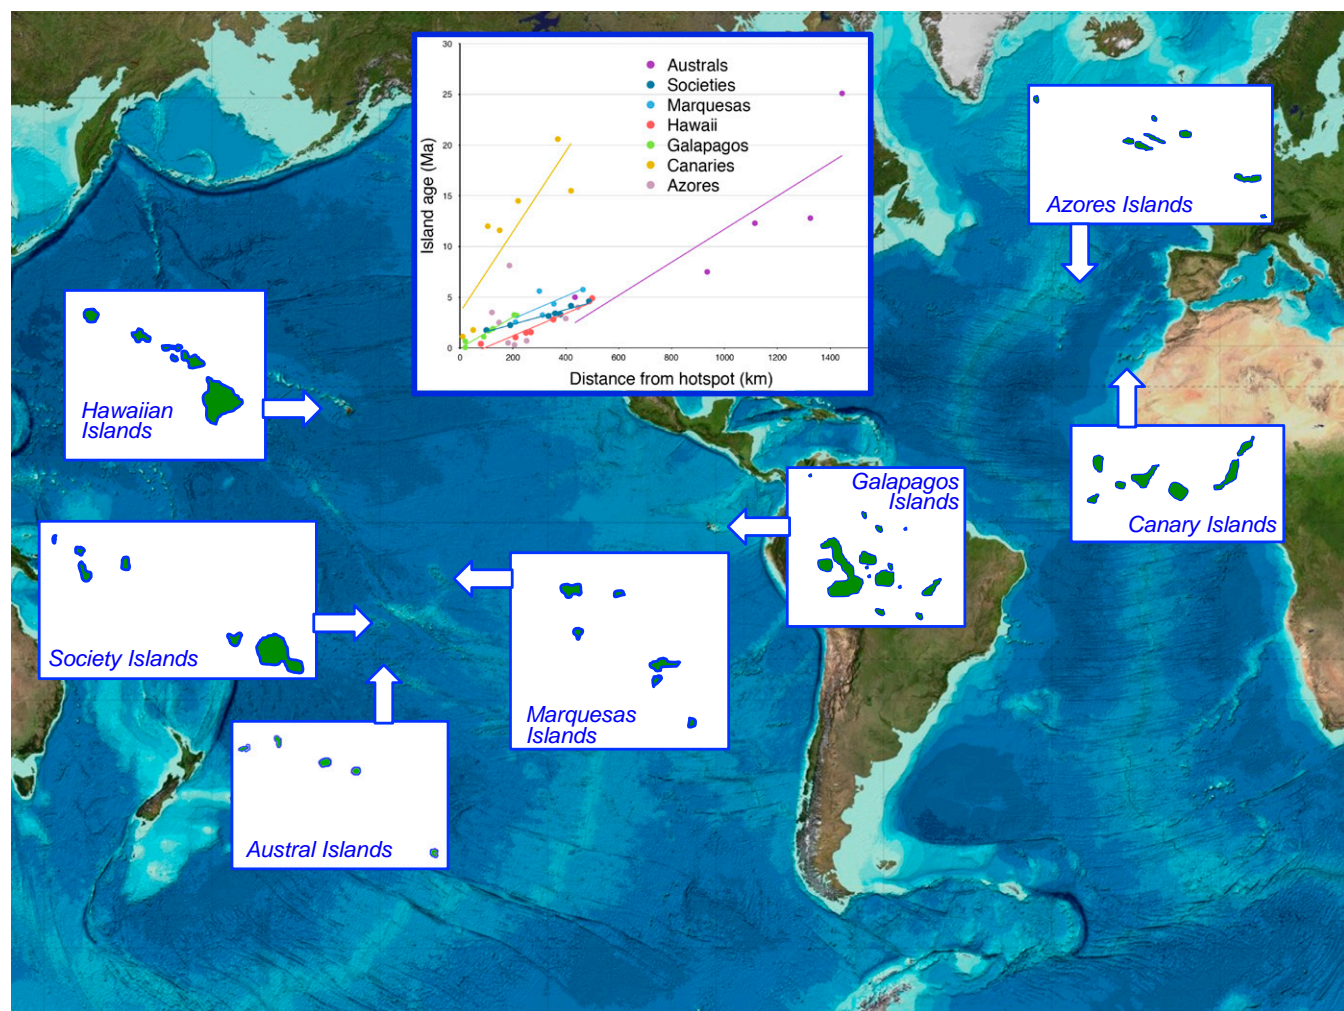 30
25
20
15
10
5
0
Island age (Ma)
Australs
Societies
Marquesas
Hawaii
Galapagos
Canaries
Azores
0 200 400 600 800 1000 1200 1400
Distance from hotspot (km)
Azores Islands
Hawaiian
Islands
Galapagos
Islands
Canary Islands
Society Islands
Marquesas
Islands
Austral Islands